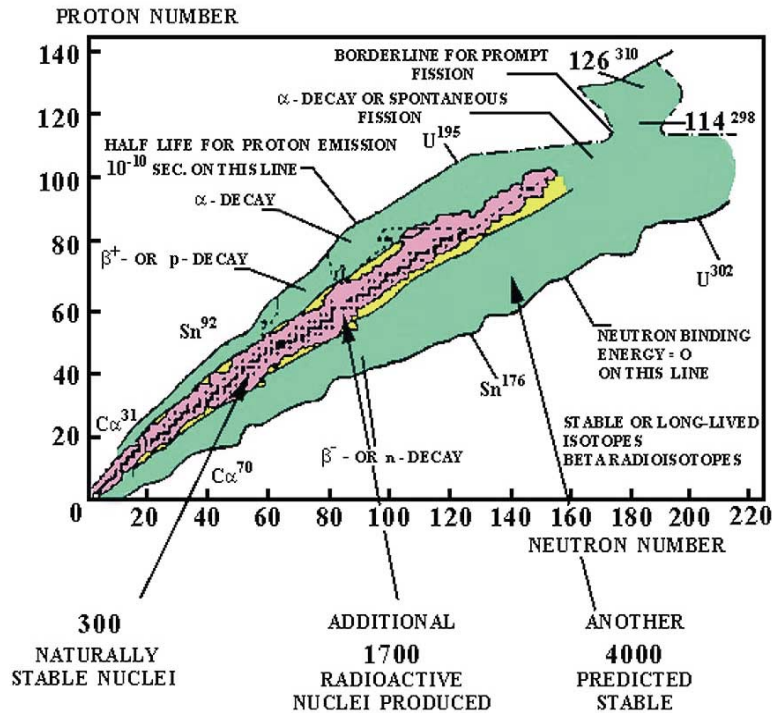 PROTON NUMBER
140
120
100
80
60
40
20
0
BORDERLINE FOR PROMPT
FISSION
126 310
α - DECAY OR SPONTANEOUS
FISSION
114 298
HALF LIFE FOR PROTON EMISSION
10-10 SEC. ON THIS LINE
U195
α - DECAY
β+ - OR p - DECAY
U302
Sn92
NEUTRON BINDING
ENERGY = O
ON THIS LINE
Sn176
Cα31
STABLE OR LONG-LIVED
ISOTOPES
BETA RADIOISOTOPES
β- - OR n - DECAY
Cα70
20 40 60 80 100 120 140 160 180 200 220
NEUTRON NUMBER
300
NATURALLY
STABLE NUCLEI
ADDITIONAL
1700
RADIOACTIVE
NUCLEI PRODUCED
ANOTHER
4000
PREDICTED
STABLE